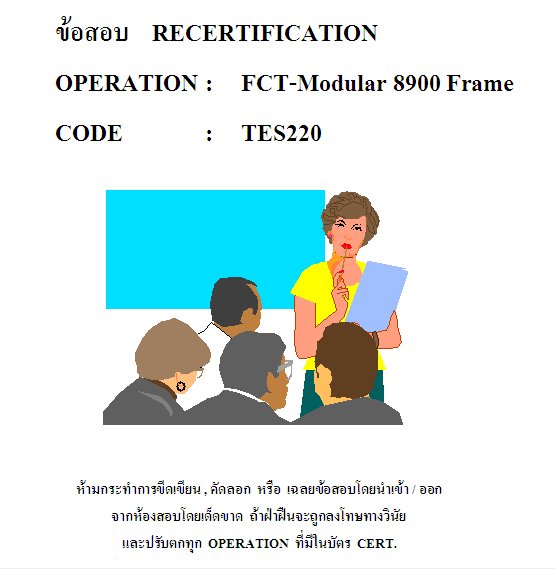 ข้อสอบ RECERTIFICATION
OPERATION : FCT-Modular 8900 Frame
CODE : TES220
ห้ามกระทำการขีดเขียน , คัดลอก หรือ เฉลยข้อสอบโดยนำเข้า / ออก
จากห้องสอบโดยเด็ดขาด ถ้าฝ่าฝืนจะถูกลงโทษทางวินัย
และปรับตกทุก OPERATION ที่มีในบัตร CERT.